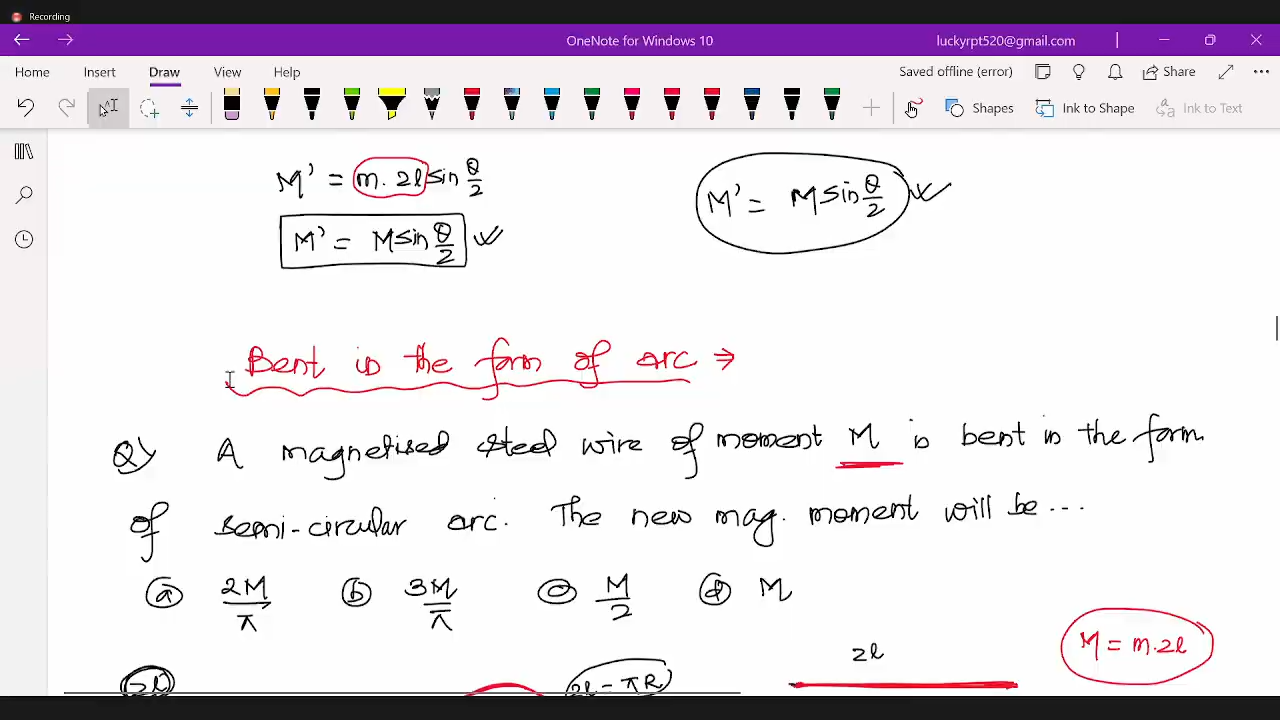 Recording
OneNote for Windows 10
luckyrpt520@gmail.com
Home Insert Draw View Help
Saved offline (error)
Share
Shapes
Ink to Shape
Ink to Text
M' = m. 2l sin θ/2
M' = M sin θ/2
M' = M sin θ/2
Bent in the form of arc ⇒
Q) A magnetised steel wire of moment M is bent in the form
of semi-circular arc. The new mag. moment will be ...
ⓐ 2M/π ⓑ 3M/π ⓒ M/2 ⓓ M
2l
M = m.2l
2l
2l = πR